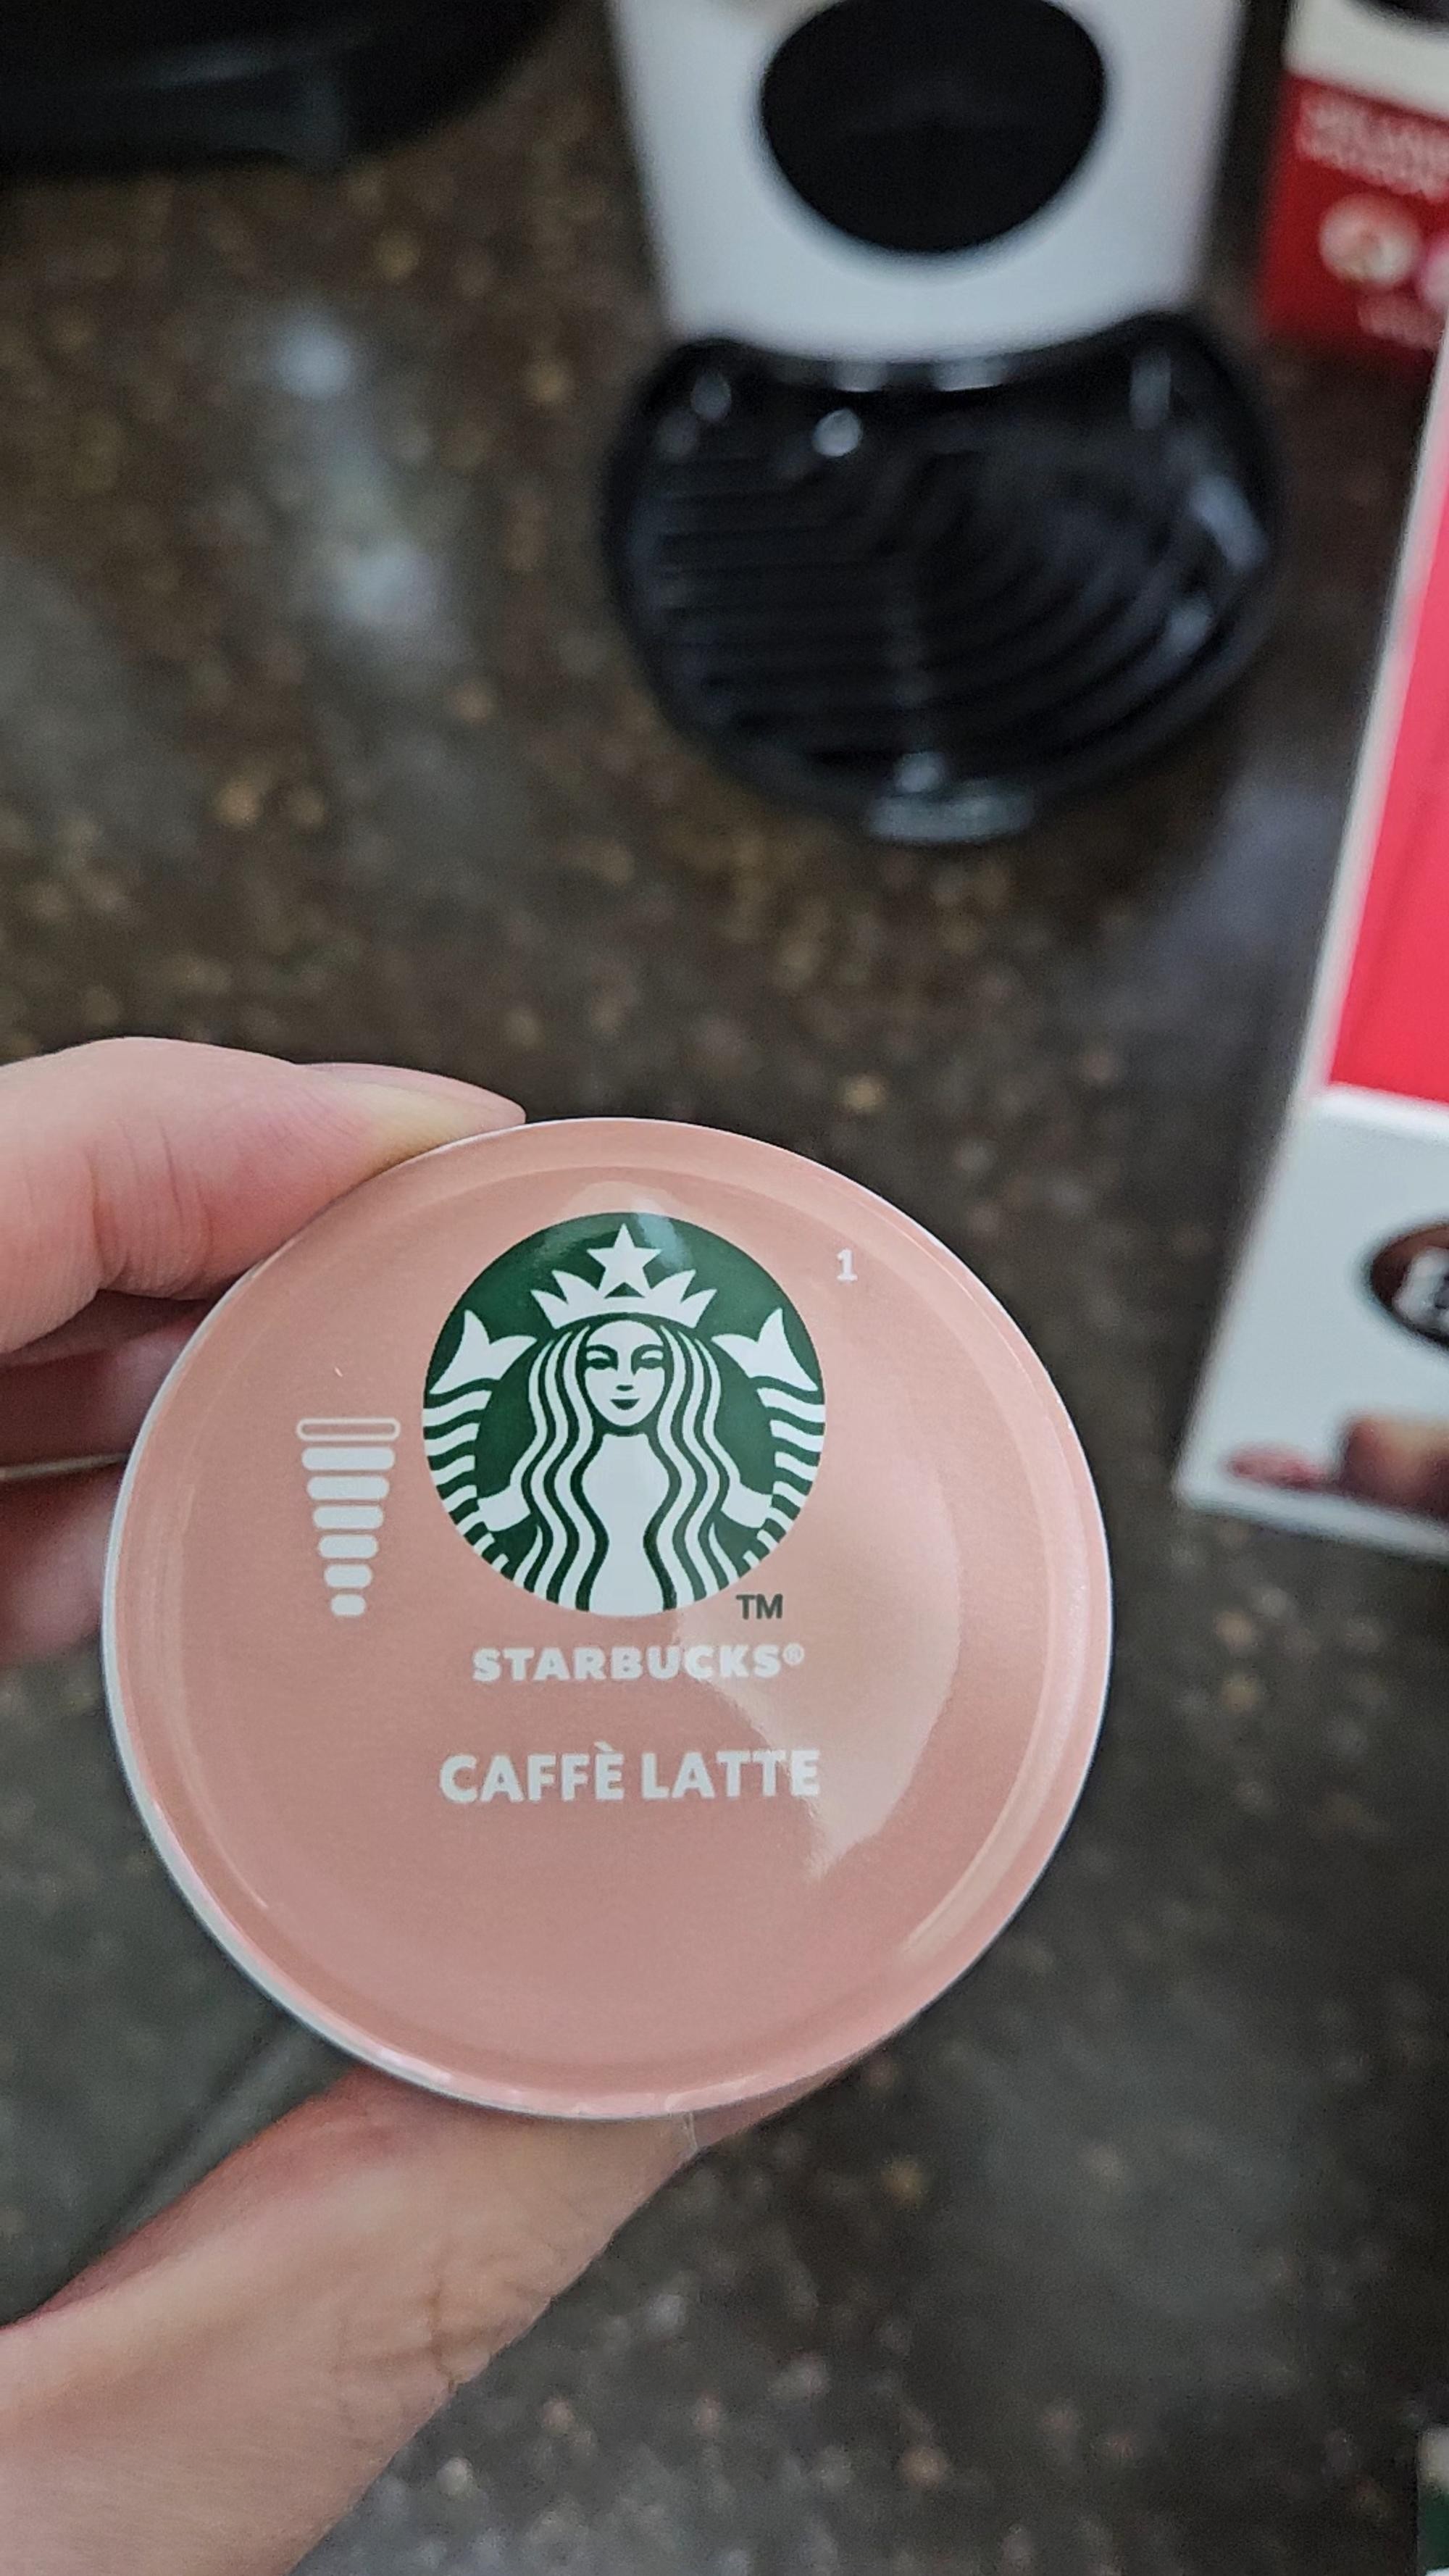 1
TM
STARBUCKS®
CAFFÈ LATTE